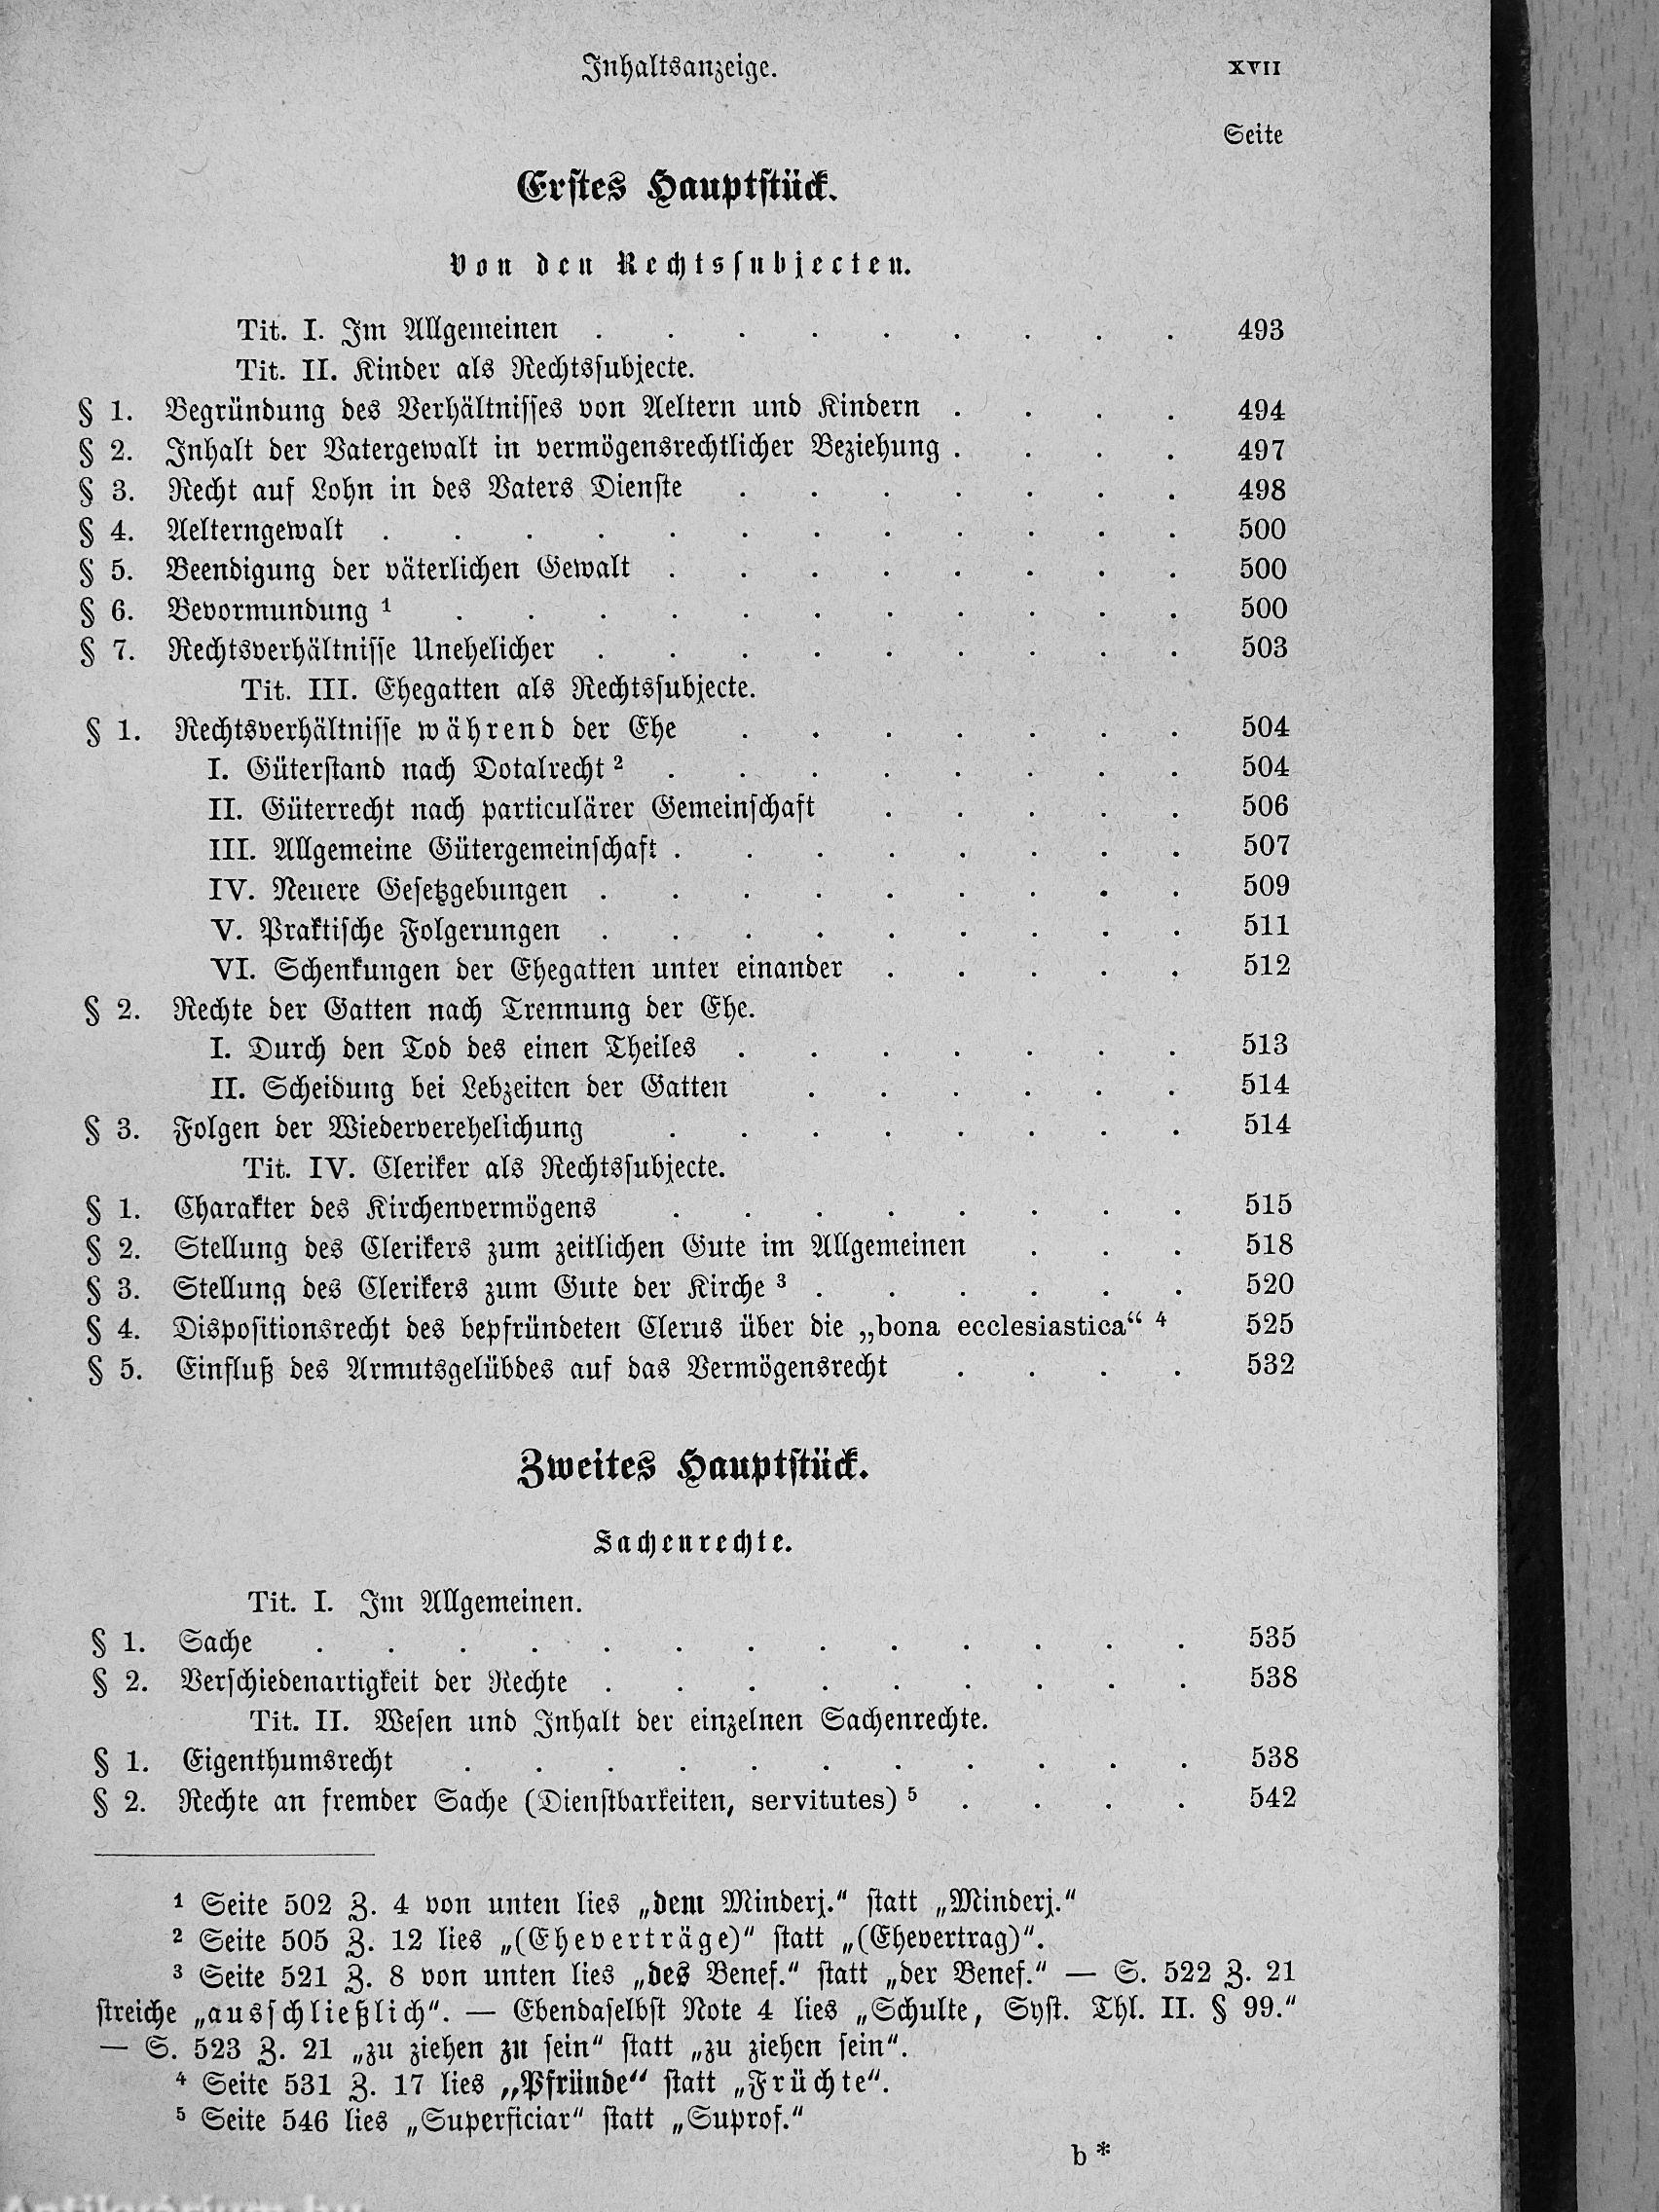 Inhaltsanzeige. XVII
Seite
Erstes Hauptstück.
Von den Rechtssubjecten.
Tit. I. Im Allgemeinen . . . . . . . . . 493
Tit. II. Kinder als Rechtssubjecte.
§ 1. Begründung des Verhältnisses von Aeltern und Kindern . . . . 494
§ 2. Inhalt der Vatergewalt in vermögensrechtlicher Beziehung . . . . 497
§ 3. Recht auf Lohn in des Vaters Dienste . . . . . . . 498
§ 4. Aelterngewalt . . . . . . . . . . . . 500
§ 5. Beendigung der väterlichen Gewalt . . . . . . . . 500
§ 6. Bevormundung ¹ . . . . . . . . . . . 500
§ 7. Rechtsverhältnisse Unehelicher . . . . . . . . . 503
Tit. III. Ehegatten als Rechtssubjecte.
§ 1. Rechtsverhältnisse während der Ehe . . . . . . . 504
I. Güterstand nach Dotalrecht ² . . . . . . . . 504
II. Güterrecht nach particulärer Gemeinschaft . . . . . 506
III. Allgemeine Gütergemeinschaft . . . . . . . . 507
IV. Neuere Gesetzgebungen . . . . . . . . . 509
V. Praktische Folgerungen . . . . . . . . . 511
VI. Schenkungen der Ehegatten unter einander . . . . . 512
§ 2. Rechte der Gatten nach Trennung der Ehe.
I. Durch den Tod des einen Theiles . . . . . . . 513
II. Scheidung bei Lebzeiten der Gatten . . . . . . 514
§ 3. Folgen der Wiederverehelichung . . . . . . . . 514
Tit. IV. Cleriker als Rechtssubjecte.
§ 1. Charakter des Kirchenvermögens . . . . . . . . 515
§ 2. Stellung des Clerikers zum zeitlichen Gute im Allgemeinen . . . 518
§ 3. Stellung des Clerikers zum Gute der Kirche ³ . . . . . . 520
§ 4. Dispositionsrecht des bepfründeten Clerus über die „bona ecclesiastica“ ⁴ 525
§ 5. Einfluß des Armutsgelübdes auf das Vermögensrecht . . . . 532
Zweites Hauptstück.
Sachenrechte.
Tit. I. Im Allgemeinen.
§ 1. Sache . . . . . . . . . . . . . 535
§ 2. Verschiedenartigkeit der Rechte . . . . . . . . . 538
Tit. II. Wesen und Inhalt der einzelnen Sachenrechte.
§ 1. Eigenthumsrecht . . . . . . . . . . . 538
§ 2. Rechte an fremder Sache (Dienstbarkeiten, servitutes) ⁵ . . . . 542
¹ Seite 502 Z. 4 von unten lies „dem Minderj.“ statt „Minderj.“
² Seite 505 Z. 12 lies „(Eheverträge)“ statt „(Ehevertrag)“.
³ Seite 521 Z. 8 von unten lies „des Benef.“ statt „der Benef.“ — S. 522 Z. 21
streiche „ausschließlich“. — Ebendaselbst Note 4 lies „Schulte, Syst. Thl. II. § 99.“
— S. 523 Z. 21 „zu ziehen zu sein“ statt „zu ziehen sein“.
⁴ Seite 531 Z. 17 lies „Pfründe“ statt „Früchte“.
⁵ Seite 546 lies „Superficiar“ statt „Suprof.“
b *